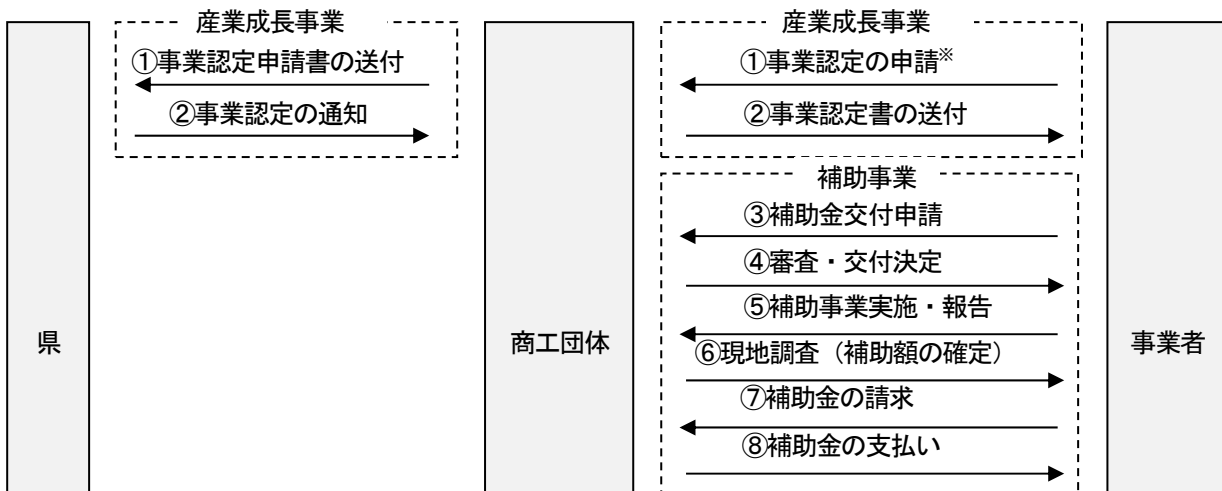 産業成長事業
①事業認定申請書の送付
②事業認定の通知
産業成長事業
①事業認定の申請※
②事業認定書の送付
補助事業
③補助金交付申請
④審査・交付決定
⑤補助事業実施・報告
⑥現地調査（補助額の確定）
⑦補助金の請求
⑧補助金の支払い
県
商工団体
事業者